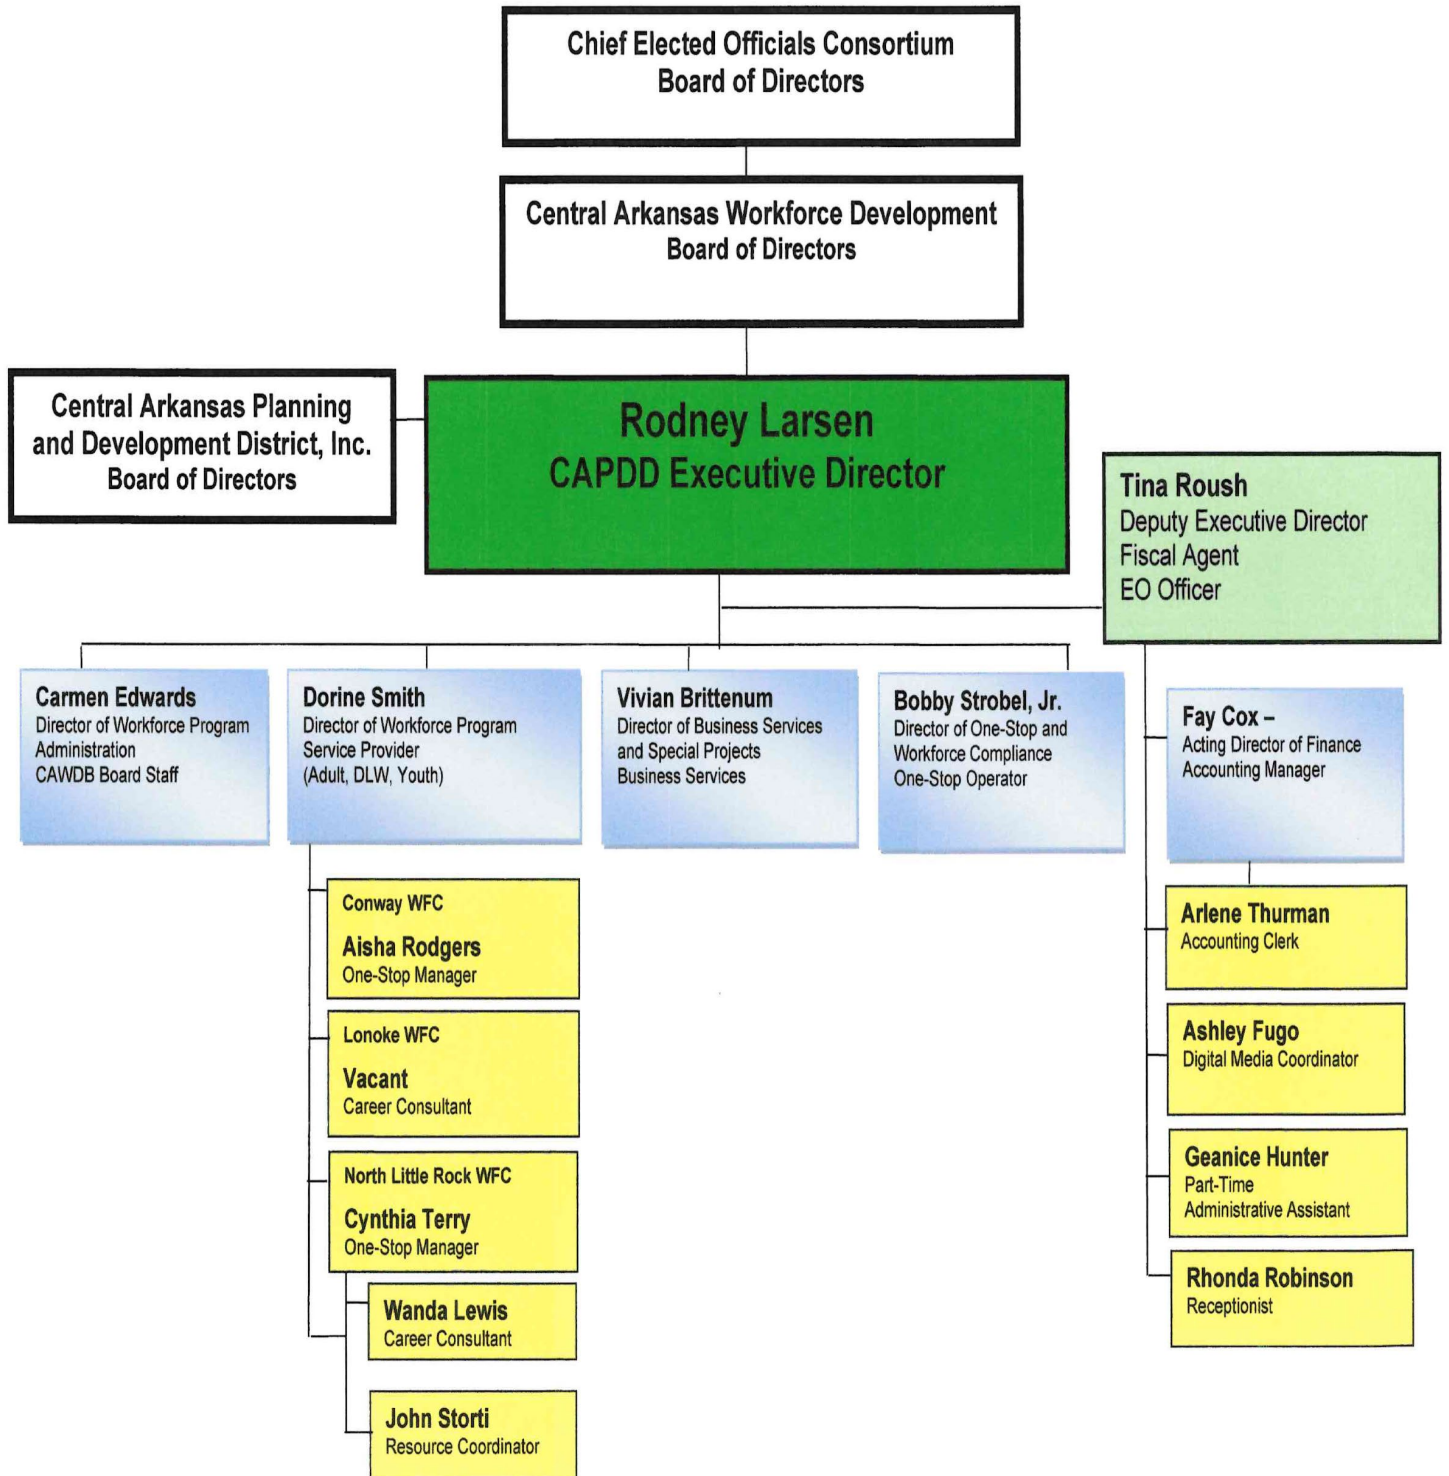 Chief Elected Officials Consortium
Board of Directors
Central Arkansas Workforce Development
Board of Directors
Central Arkansas Planning
and Development District, Inc.
Board of Directors
Rodney Larsen
CAPDD Executive Director
Tina Roush
Deputy Executive Director
Fiscal Agent
EO Officer
Carmen Edwards
Director of Workforce Program
Administration
CAWDB Board Staff
Dorine Smith
Director of Workforce Program
Service Provider
(Adult, DLW, Youth)
Vivian Brittenum
Director of Business Services
and Special Projects
Business Services
Bobby Strobel, Jr.
Director of One-Stop and
Workforce Compliance
One-Stop Operator
Fay Cox –
Acting Director of Finance
Accounting Manager
Conway WFC
Aisha Rodgers
One-Stop Manager
Lonoke WFC
Vacant
Career Consultant
North Little Rock WFC
Cynthia Terry
One-Stop Manager
Wanda Lewis
Career Consultant
John Storti
Resource Coordinator
Arlene Thurman
Accounting Clerk
Ashley Fugo
Digital Media Coordinator
Geanice Hunter
Part-Time
Administrative Assistant
Rhonda Robinson
Receptionist